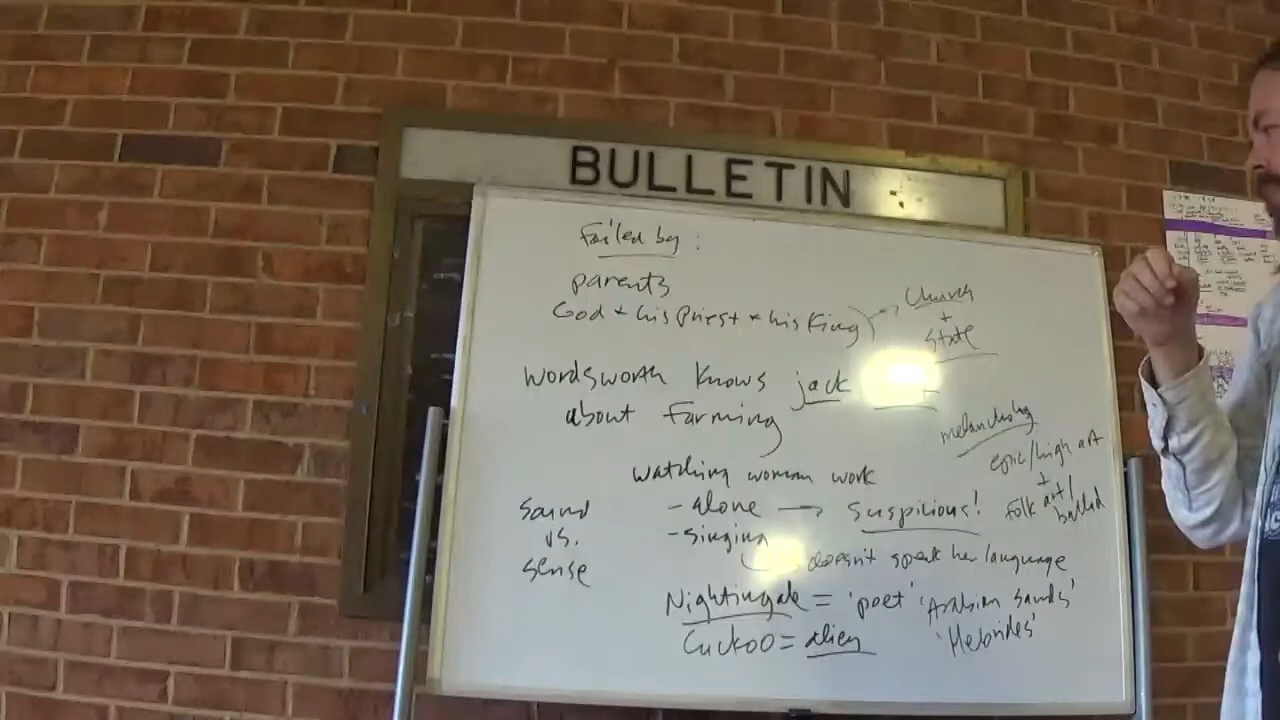 BULLETIN
Failed by:
parents
God + his Priest + his King → Church + State
Wordsworth knows jack
about farming
melancholy
epic/high art
+
folk art/
ballad
watching woman work
- alone → suspicious!
- singing
doesn't speak her language
sound
vs.
sense
Nightingale = 'poet' 'Arabian Sands'
Cuckoo = alien 'Hebrides'